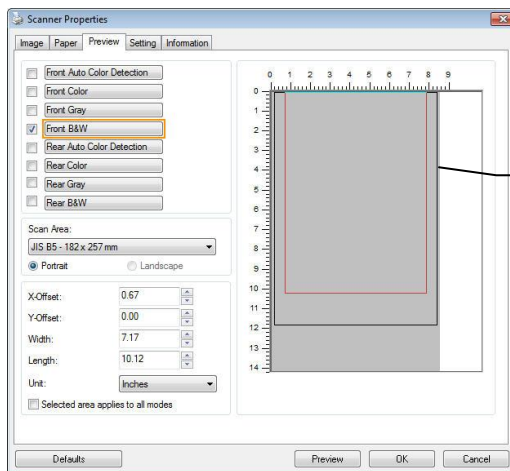 Scanner Properties
Image Paper Preview Setting Information
Front Auto Color Detection
Front Color
Front Gray
Front B&W
Rear Auto Color Detection
Rear Color
Rear Gray
Rear B&W
Scan Area:
JIS B5 - 182 x 257 mm
Portrait Landscape
X-Offset: 0.67
Y-Offset: 0.00
Width: 7.17
Length: 10.12
Unit: Inches
Selected area applies to all modes
0 1 2 3 4 5 6 7 8 9
0
1
2
3
4
5
6
7
8
9
10
11
12
13
14
Defaults Preview OK Cancel